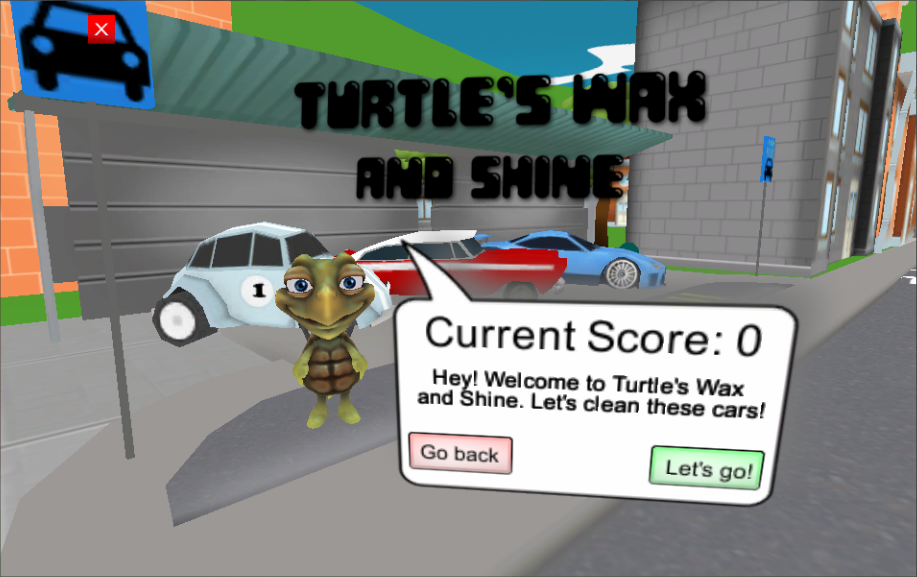 TURTLE'S WAX
AND SHINE
1
Current Score: 0
Hey! Welcome to Turtle's Wax
and Shine. Let's clean these cars!
Go back
Let's go!